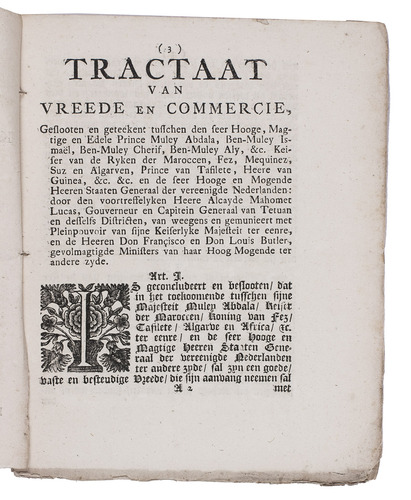 ( 3 )
TRACTAAT
VAN
VREEDE EN COMMERCIE,
Geslooten en geteekent tusschen den seer Hooge, Mag-
tige en Edele Prince Muley Abdala, Ben-Muley Is-
maël, Ben-Muley Cherif, Ben-Muley Aly, &c. Kei-
ser van de Ryken der Maroccen, Fez, Mequinez,
Suz en Algarven, Prince van Tafilete, Heere van
Guinea, &c. &c. en de seer Hooge en Mogende
Heeren Staaten Generaal der vereenigde Nederlanden:
door den voortreffelyken Heere Alcayde Mahomet
Lucas, Gouverneur en Capitein Generaal van Tetuan
en desselfs Districten, van weegens en gemuniert met
Pleinpouvoir van sijne Keiserlyke Majesteit ter eenre,
en de Heeren Don Françisco en Don Louis Butler,
gevolmagtigde Ministers van haar Hoog Mogende ter
andere zyde.
Art. I.
IS geconcludeert en beslooten/ dat
in het toekoomende tusschen sijne
Majesteit Muley Abdala/ Keiser
der Maroccen/ Koning van Fez/
Tafilete/ Algarve en Africa/ &c.
ter eenre/ en de seer Hooge en
Magtige Heeren Staaten Gene-
raal der vereenigde Nederlanden
ter andere zyde/ sal zyn een goede/
vaste en bestendige Vreede/ die sijn aanvang neemen sal
A 2 met